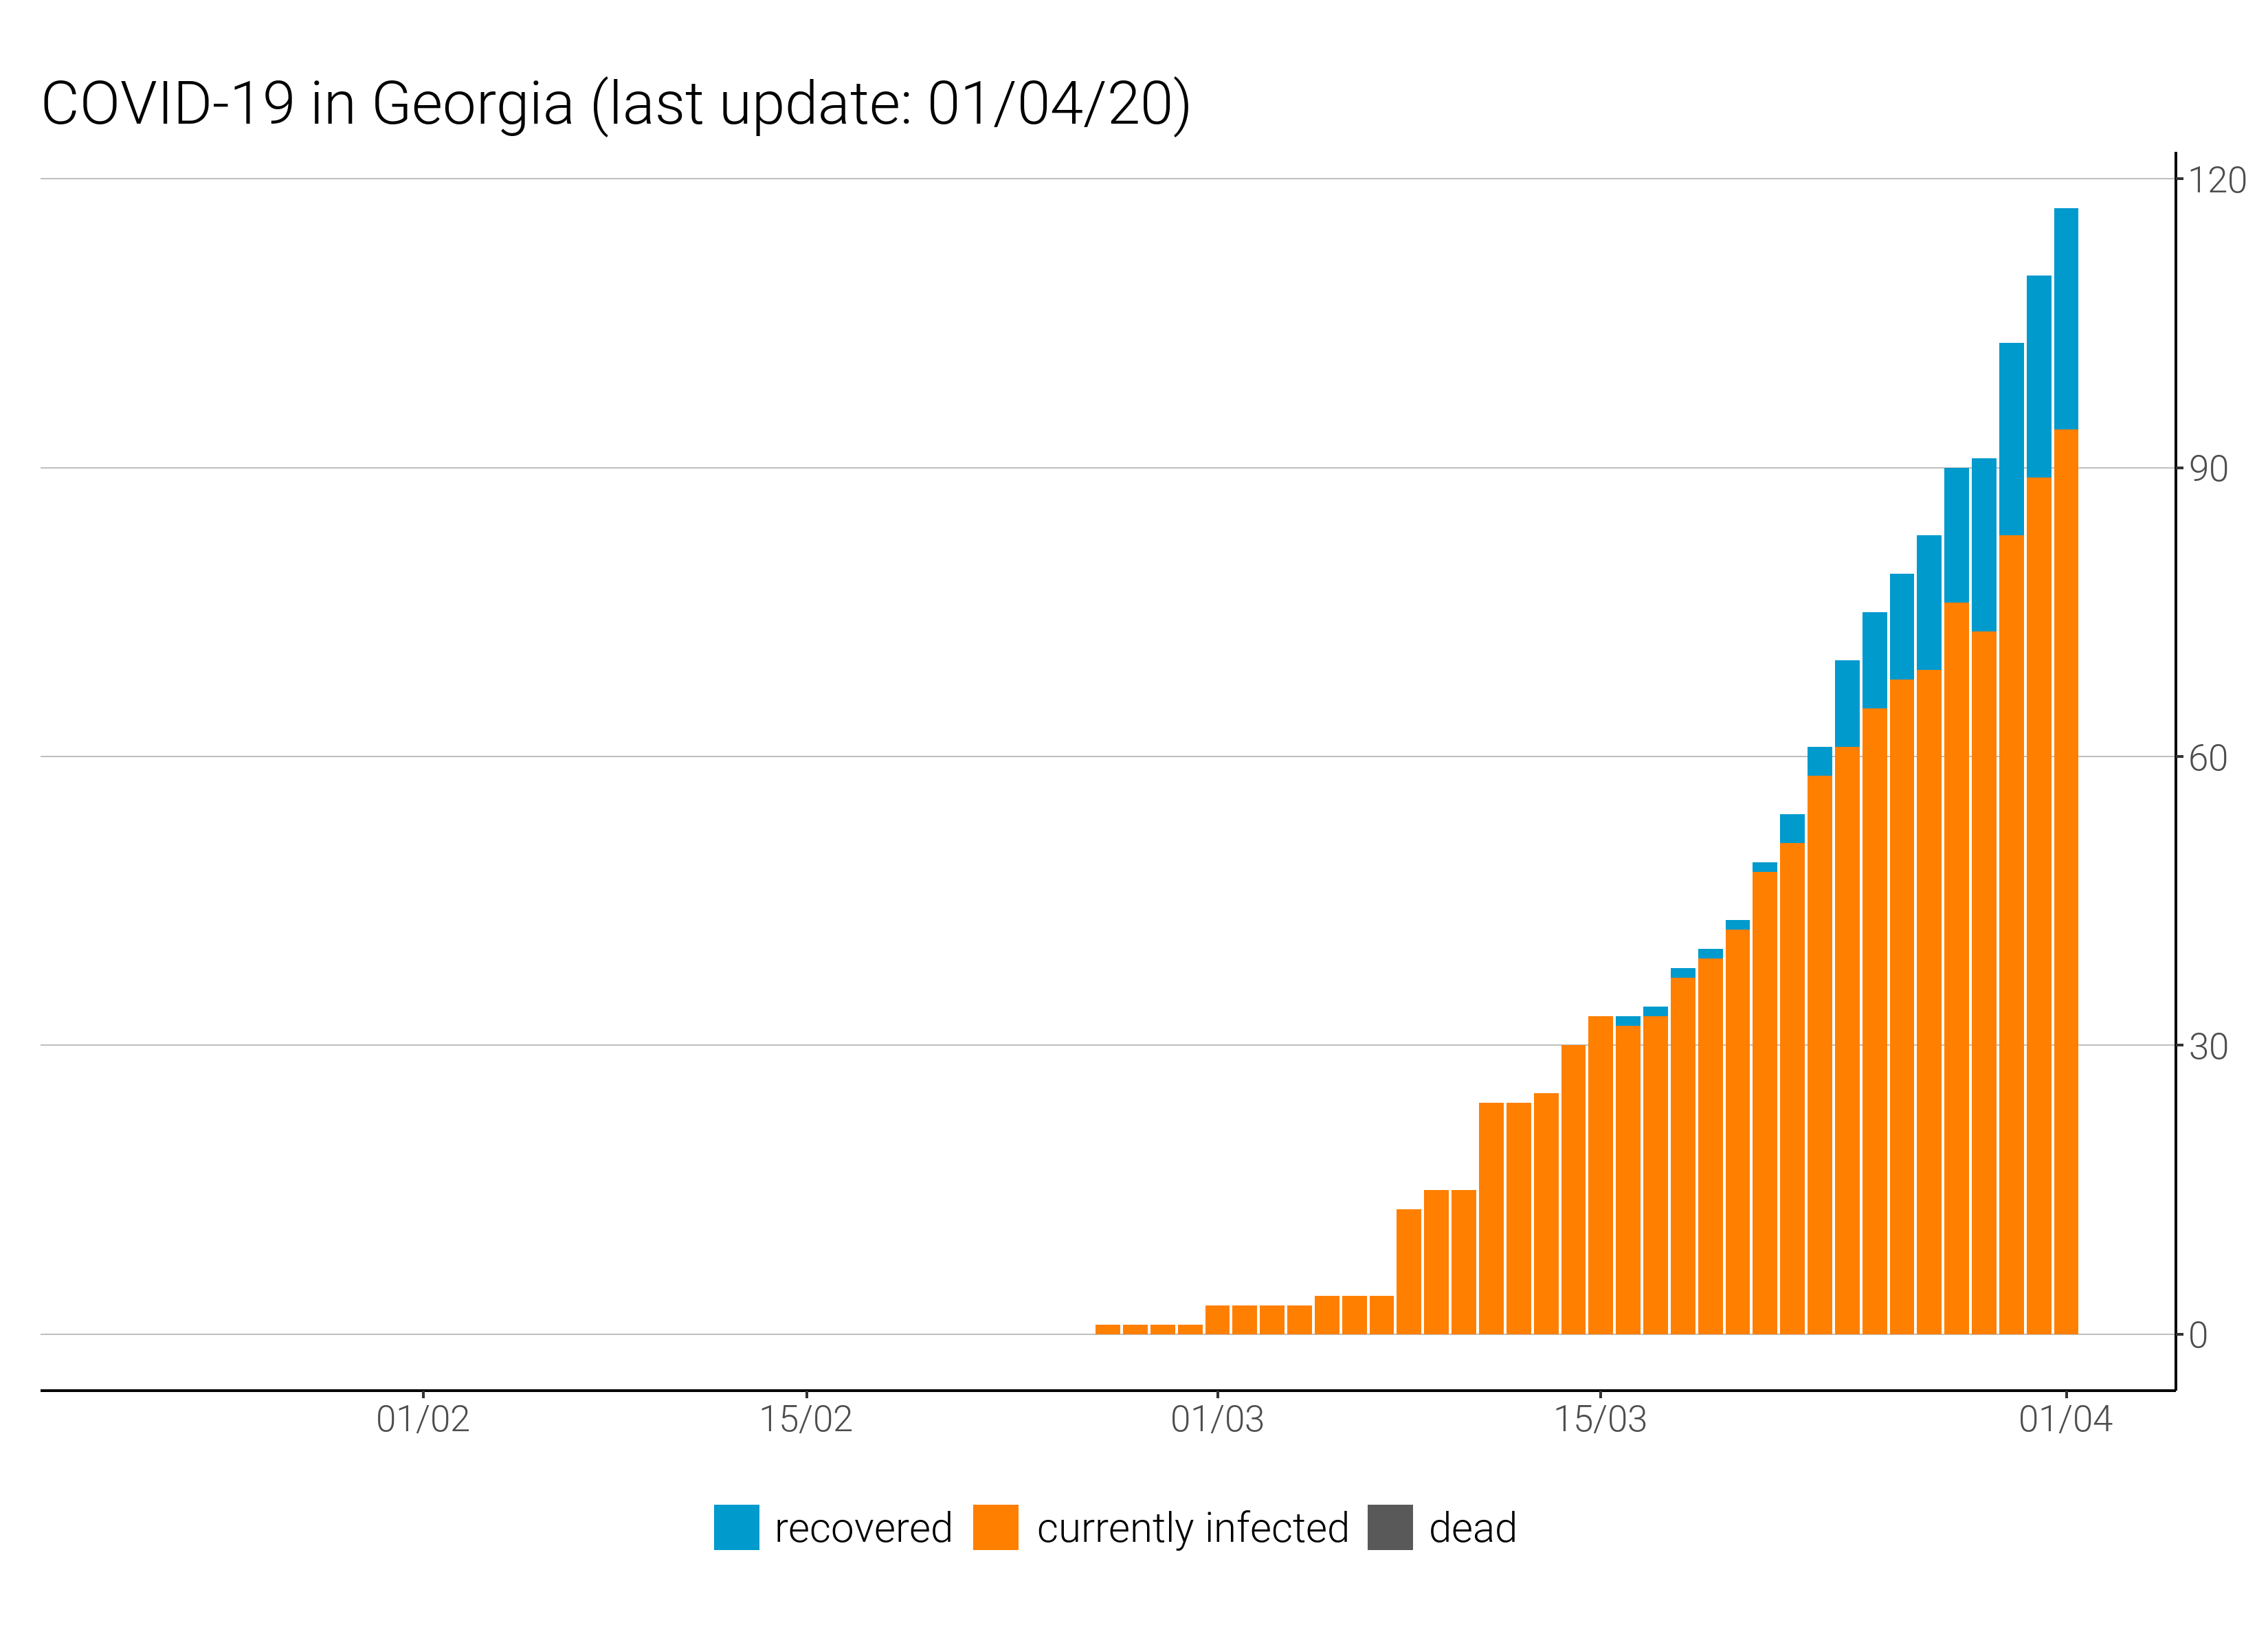 COVID-19 in Georgia (last update: 01/04/20)
120
90
60
30
0
01/02 15/02 01/03 15/03 01/04
recovered currently infected dead